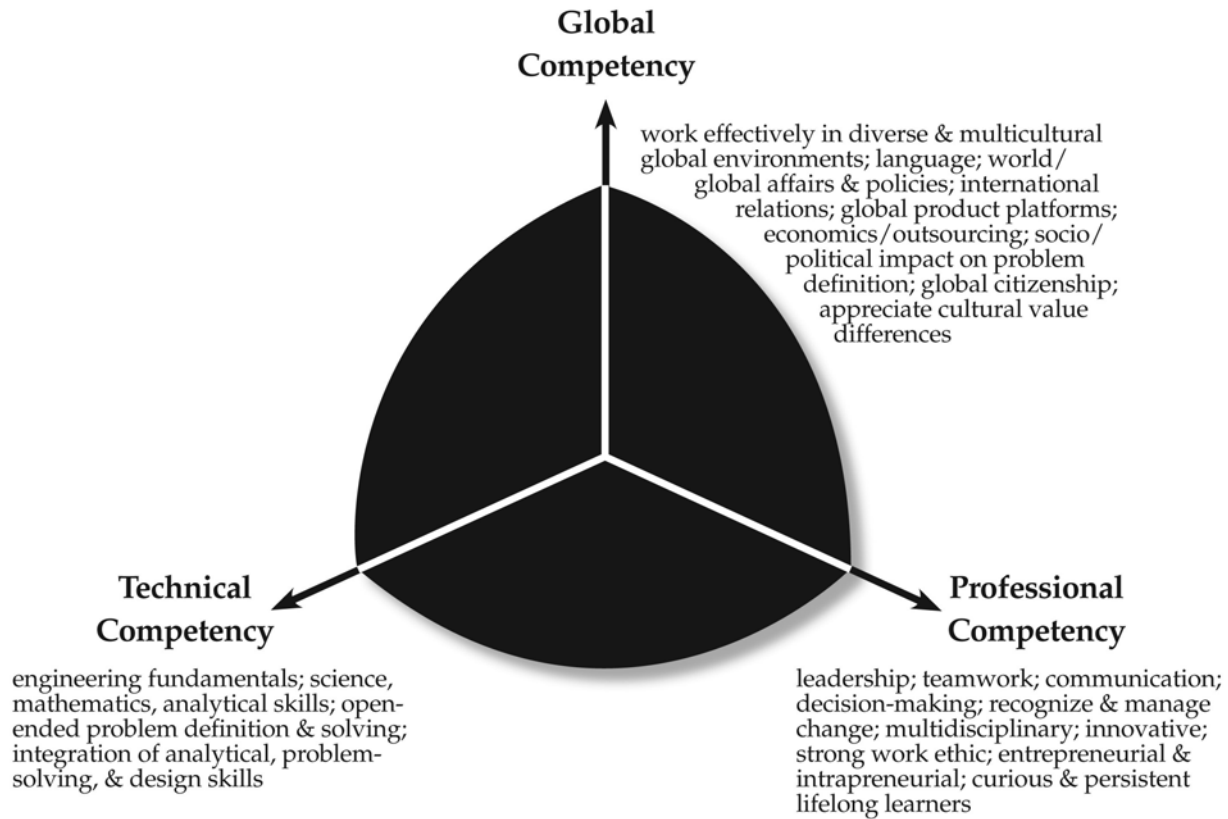 Global
Competency
work effectively in diverse & multicultural
global environments; language; world/
global affairs & policies; international
relations; global product platforms;
economics/outsourcing; socio/
political impact on problem
definition; global citizenship;
appreciate cultural value
differences
Technical
Competency
engineering fundamentals; science,
mathematics, analytical skills; open-
ended problem definition & solving;
integration of analytical, problem-
solving, & design skills
Professional
Competency
leadership; teamwork; communication;
decision-making; recognize & manage
change; multidisciplinary; innovative;
strong work ethic; entrepreneurial &
intrapreneurial; curious & persistent
lifelong learners